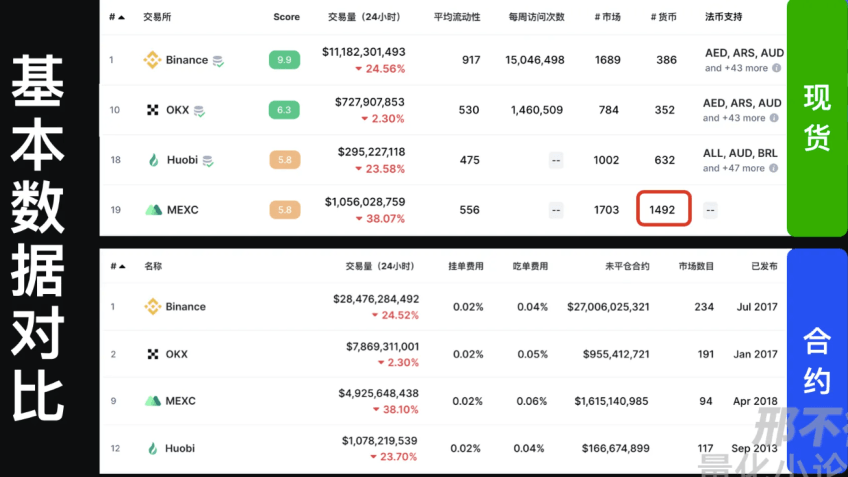 基本数据对比
# 交易所 Score 交易量（24小时） 平均流动性 每周访问次数 # 市场 # 货币 法币支持
1 Binance 9.9 $11,182,301,493 917 15,046,498 1689 386 AED, ARS, AUD
24.56% and +43 more
10 OKX 6.3 $727,907,853 530 1,460,509 784 352 AED, ARS, AUD
2.30% and +43 more
18 Huobi 5.8 $295,227,118 475 -- 1002 632 ALL, AUD, BRL
23.58% and +47 more
19 MEXC 5.8 $1,056,028,759 556 -- 1703 1492 --
38.07%
现货
# 名称 交易量（24小时） 挂单费用 吃单费用 未平仓合约 市场数目 已发布
1 Binance $28,476,284,492 0.02% 0.04% $27,006,025,321 234 Jul 2017
24.52%
2 OKX $7,869,311,001 0.02% 0.05% $955,412,721 191 Jan 2017
2.30%
9 MEXC $4,925,648,438 0.02% 0.06% $1,615,140,985 94 Apr 2018
38.10%
12 Huobi $1,078,219,539 0.02% 0.04% $166,674,899 117 Sep 2013
23.70%
合约
邢不
量化小论